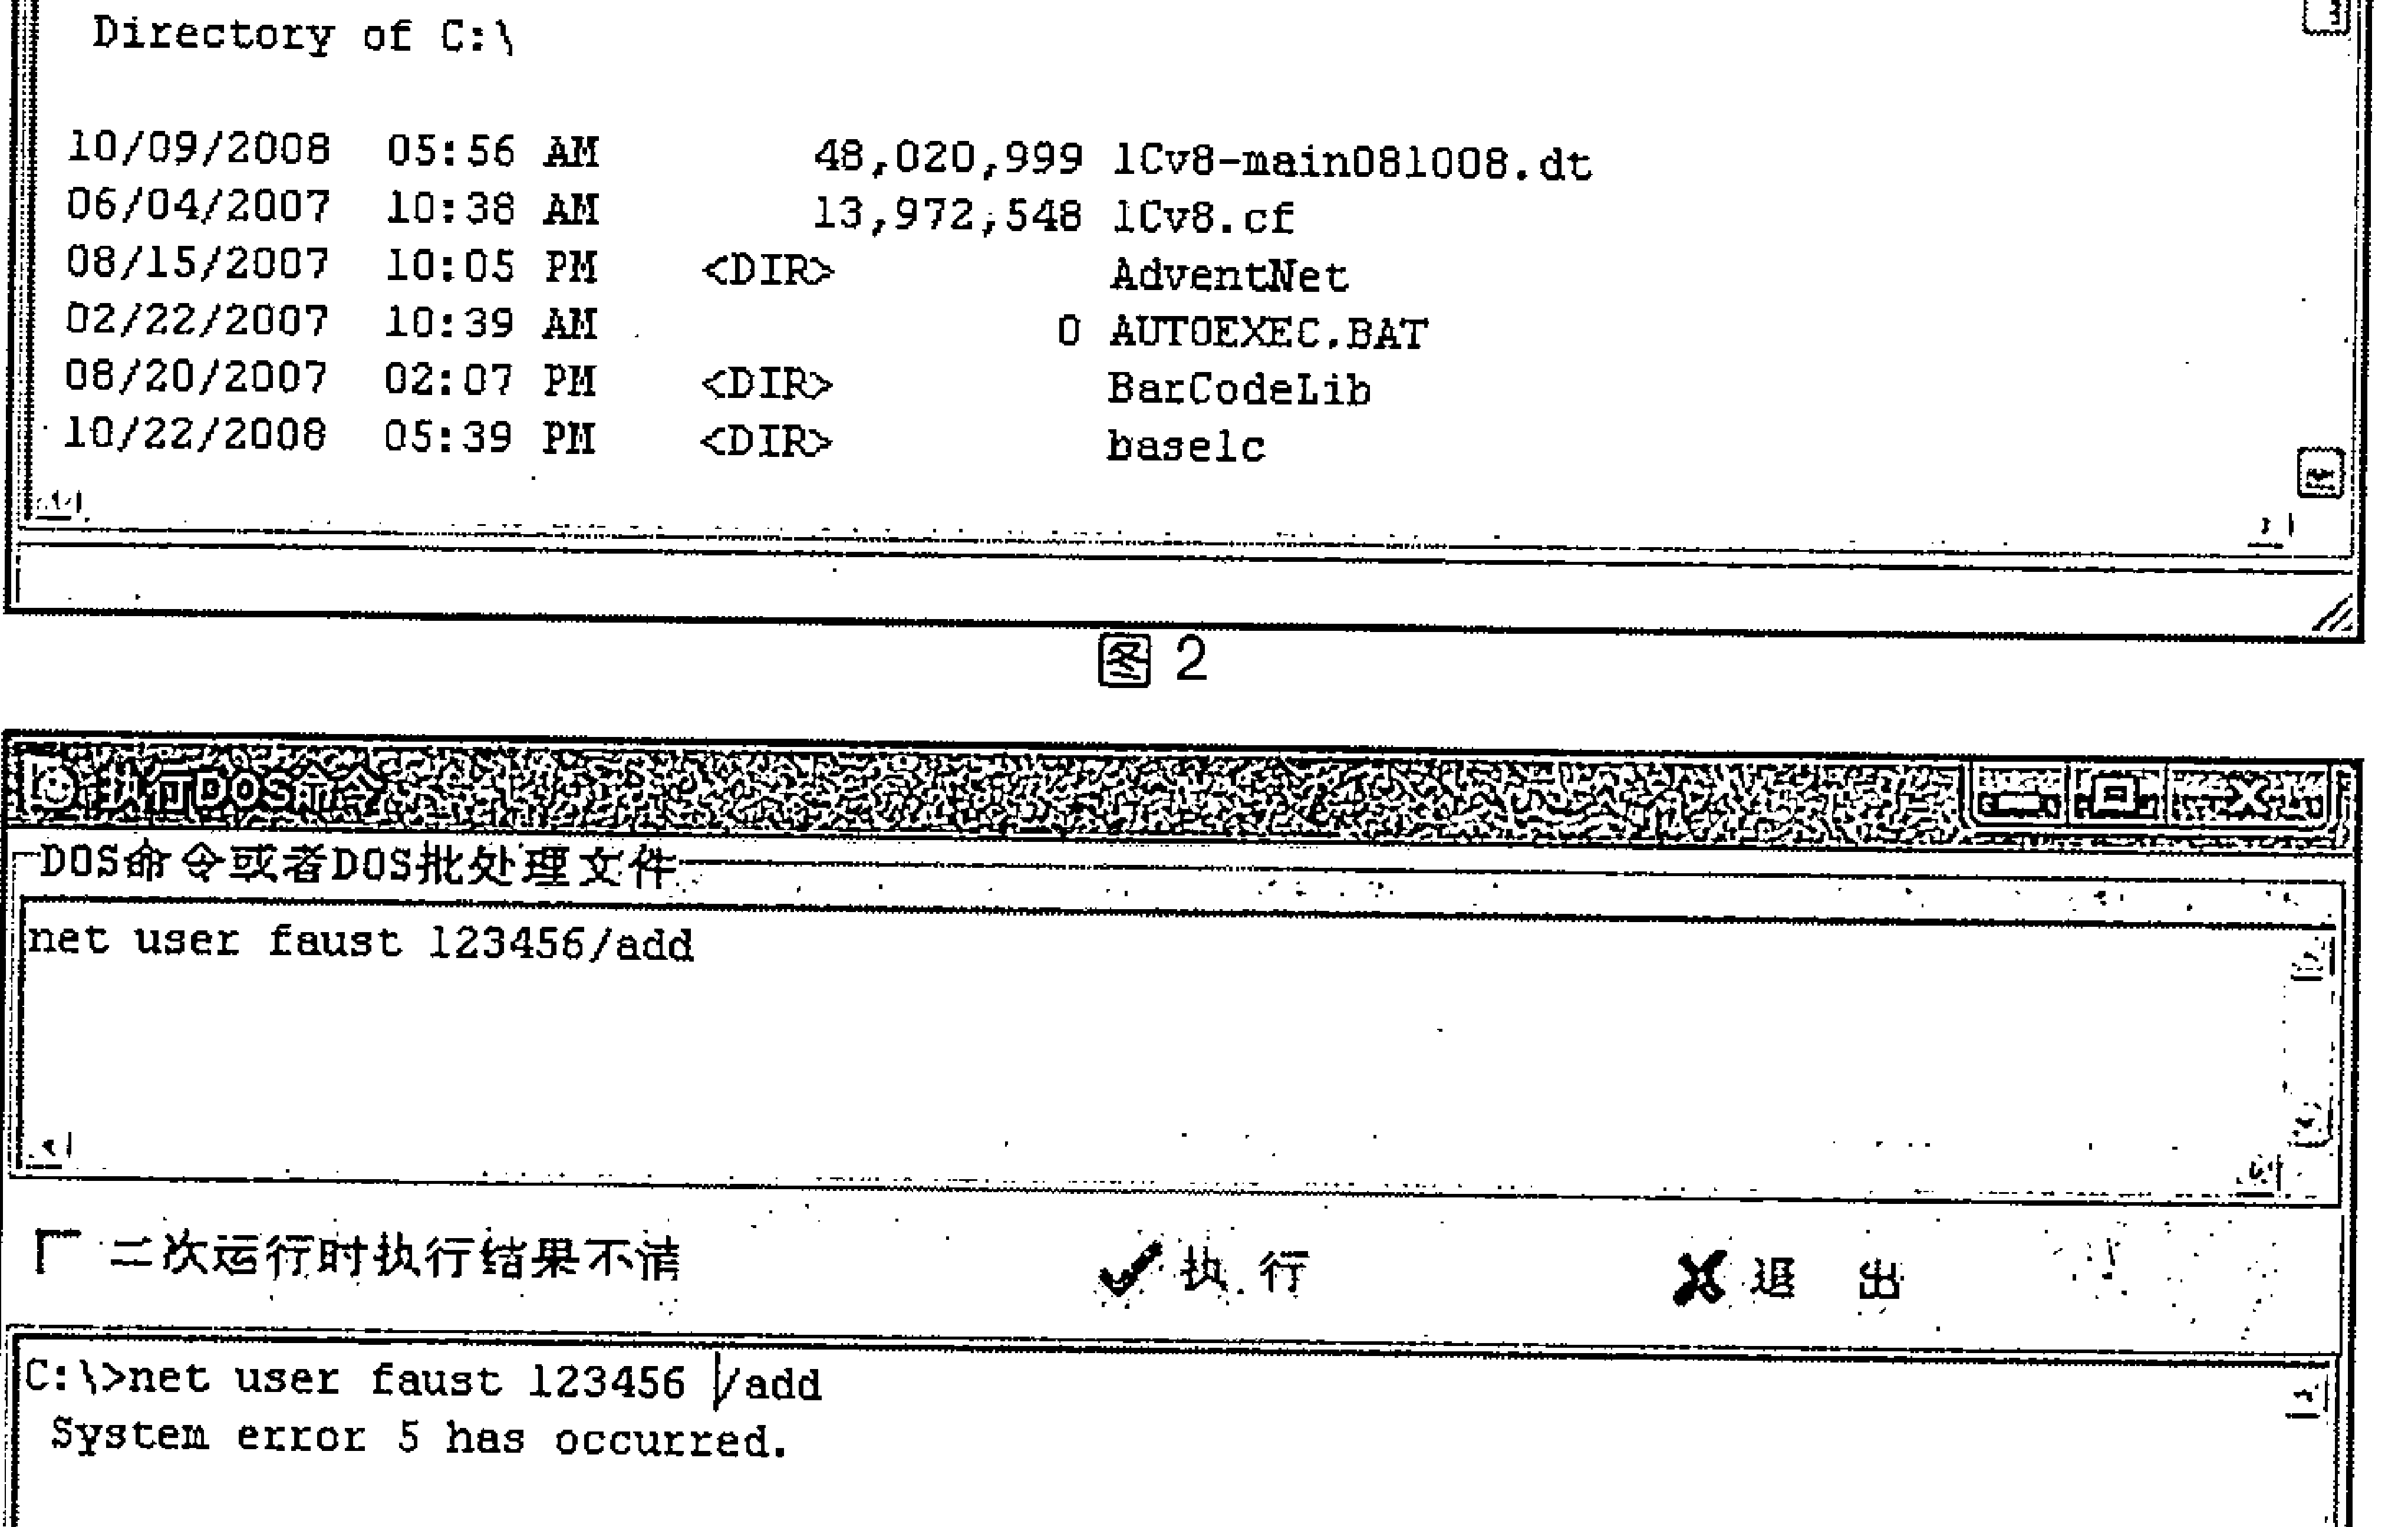 Directory of C:\
10/09/2008 05:56 AM 48,020,999 1Cv8-main081008.dt
06/04/2007 10:38 AM 13,972,548 1Cv8.cf
08/15/2007 10:05 PM <DIR> AdventNet
02/22/2007 10:39 AM 0 AUTOEXEC.BAT
08/20/2007 02:07 PM <DIR> BarCodeLib
10/22/2008 05:39 PM <DIR> base1c
图 2
执行DOS命令
DOS命令或者DOS批处理文件
net user faust 123456/add
二次运行时执行结果不清
执 行
退 出
C:\>net user faust 123456 /add
System error 5 has occurred.